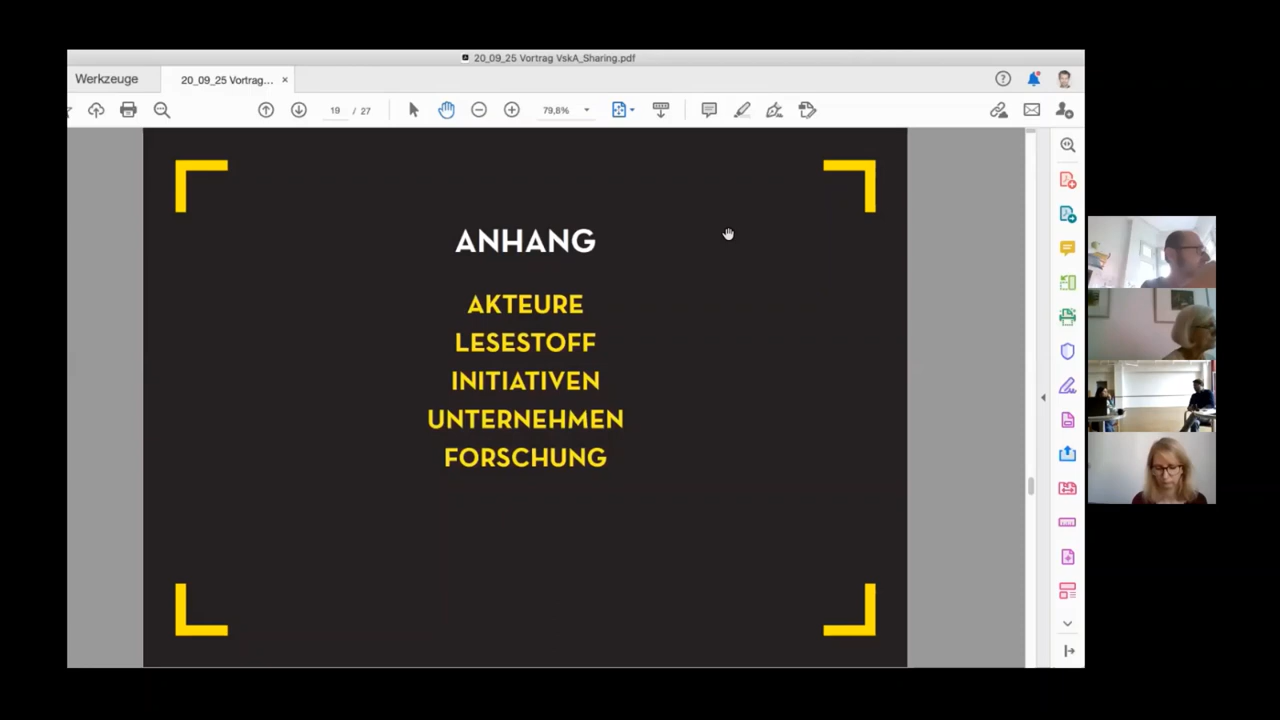 20_09_25 Vortrag VskA_Sharing.pdf
Werkzeuge
20_09_25 Vortrag... ×
19 / 27
79,8%
ANHANG
AKTEURE
LESESTOFF
INITIATIVEN
UNTERNEHMEN
FORSCHUNG